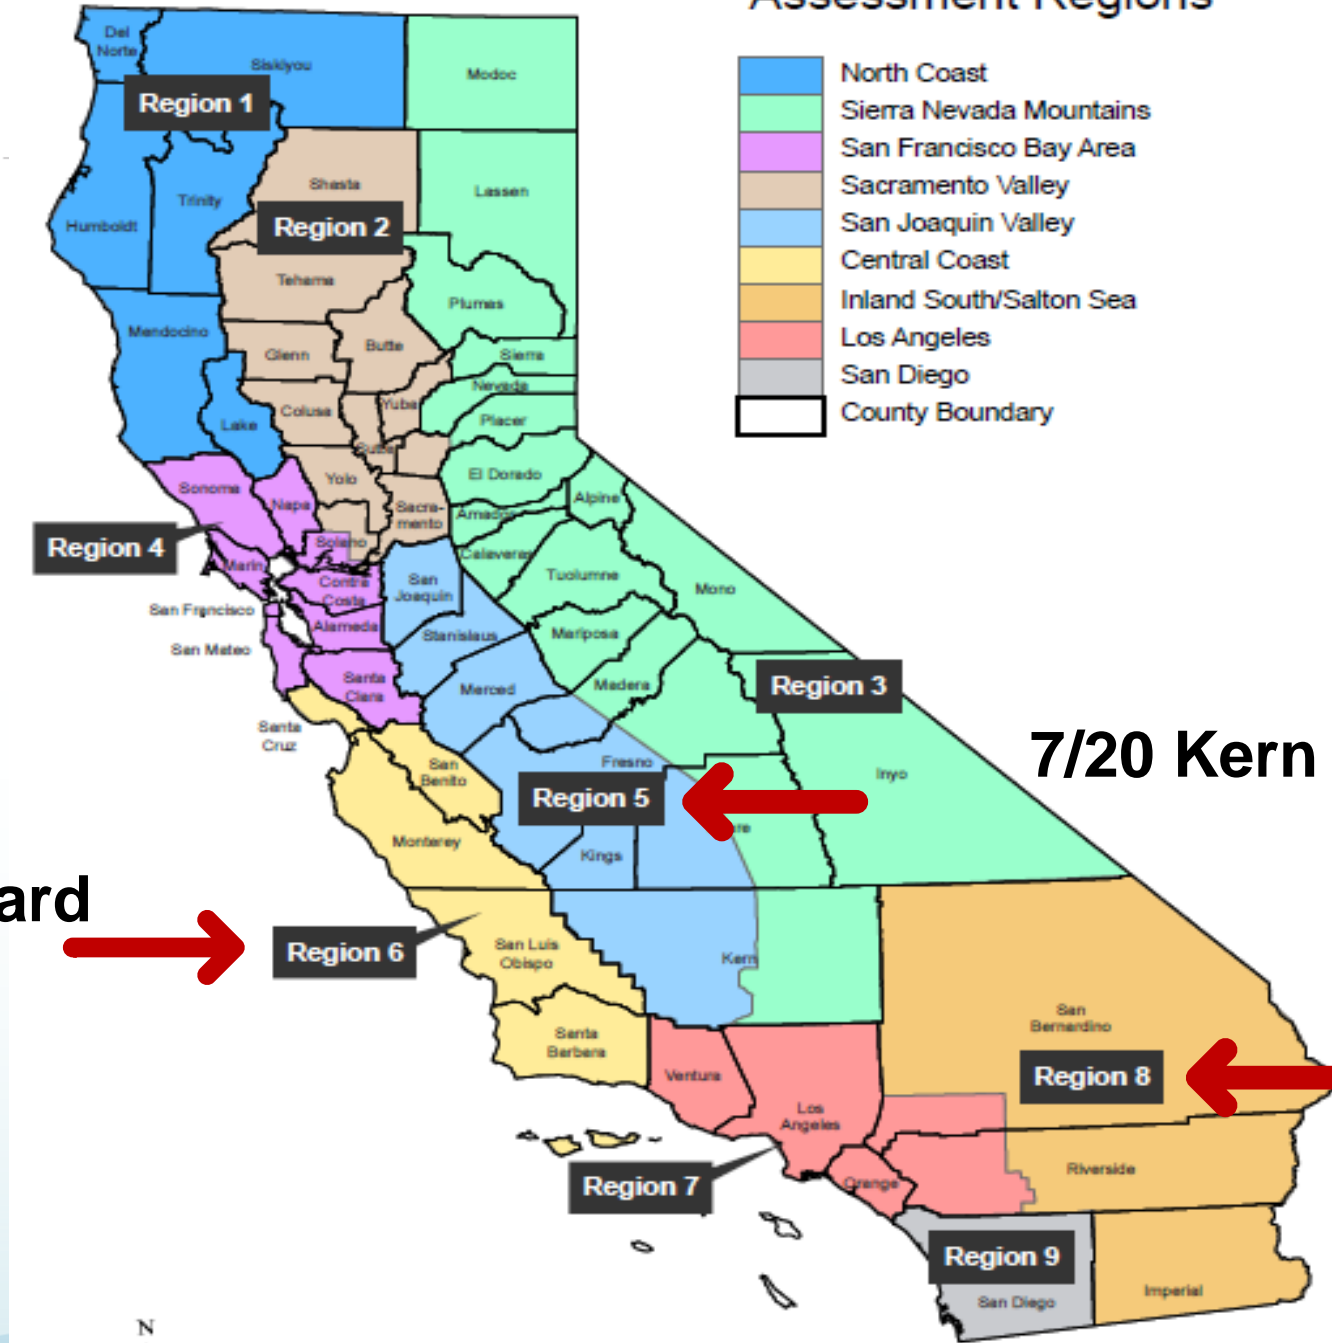 Assessment Regions
North Coast
Sierra Nevada Mountains
San Francisco Bay Area
Sacramento Valley
San Joaquin Valley
Central Coast
Inland South/Salton Sea
Los Angeles
San Diego
County Boundary
Del
Norte
Siskiyou
Modoc
Region 1
Shasta
Lassen
Trinity
Humboldt
Region 2
Tehama
Plumas
Mendocino
Glenn
Butte
Sierra
Nevada
Colusa
Yuba
Placer
Lake
El Dorado
Yolo
Sonoma
Napa
Sacra-
mento
Amador
Alpine
Region 4
Solano
Calaveras
Marin
Contra
Costa
San
Joaquin
Tuolumne
Mono
San Francisco
Alameda
Stanislaus
Mariposa
San Mateo
Santa
Clara
Merced
Madera
Region 3
Santa
Cruz
San
Benito
Fresno
7/20 Kern
Inyo
Region 5
are
Monterey
Kings
ard
Region 6
San Luis
Obispo
Kern
San
Bernardino
Santa
Barbara
Ventura
Region 8
Los
Angeles
Region 7
Orange
Riverside
Region 9
San Diego
Imperial
N